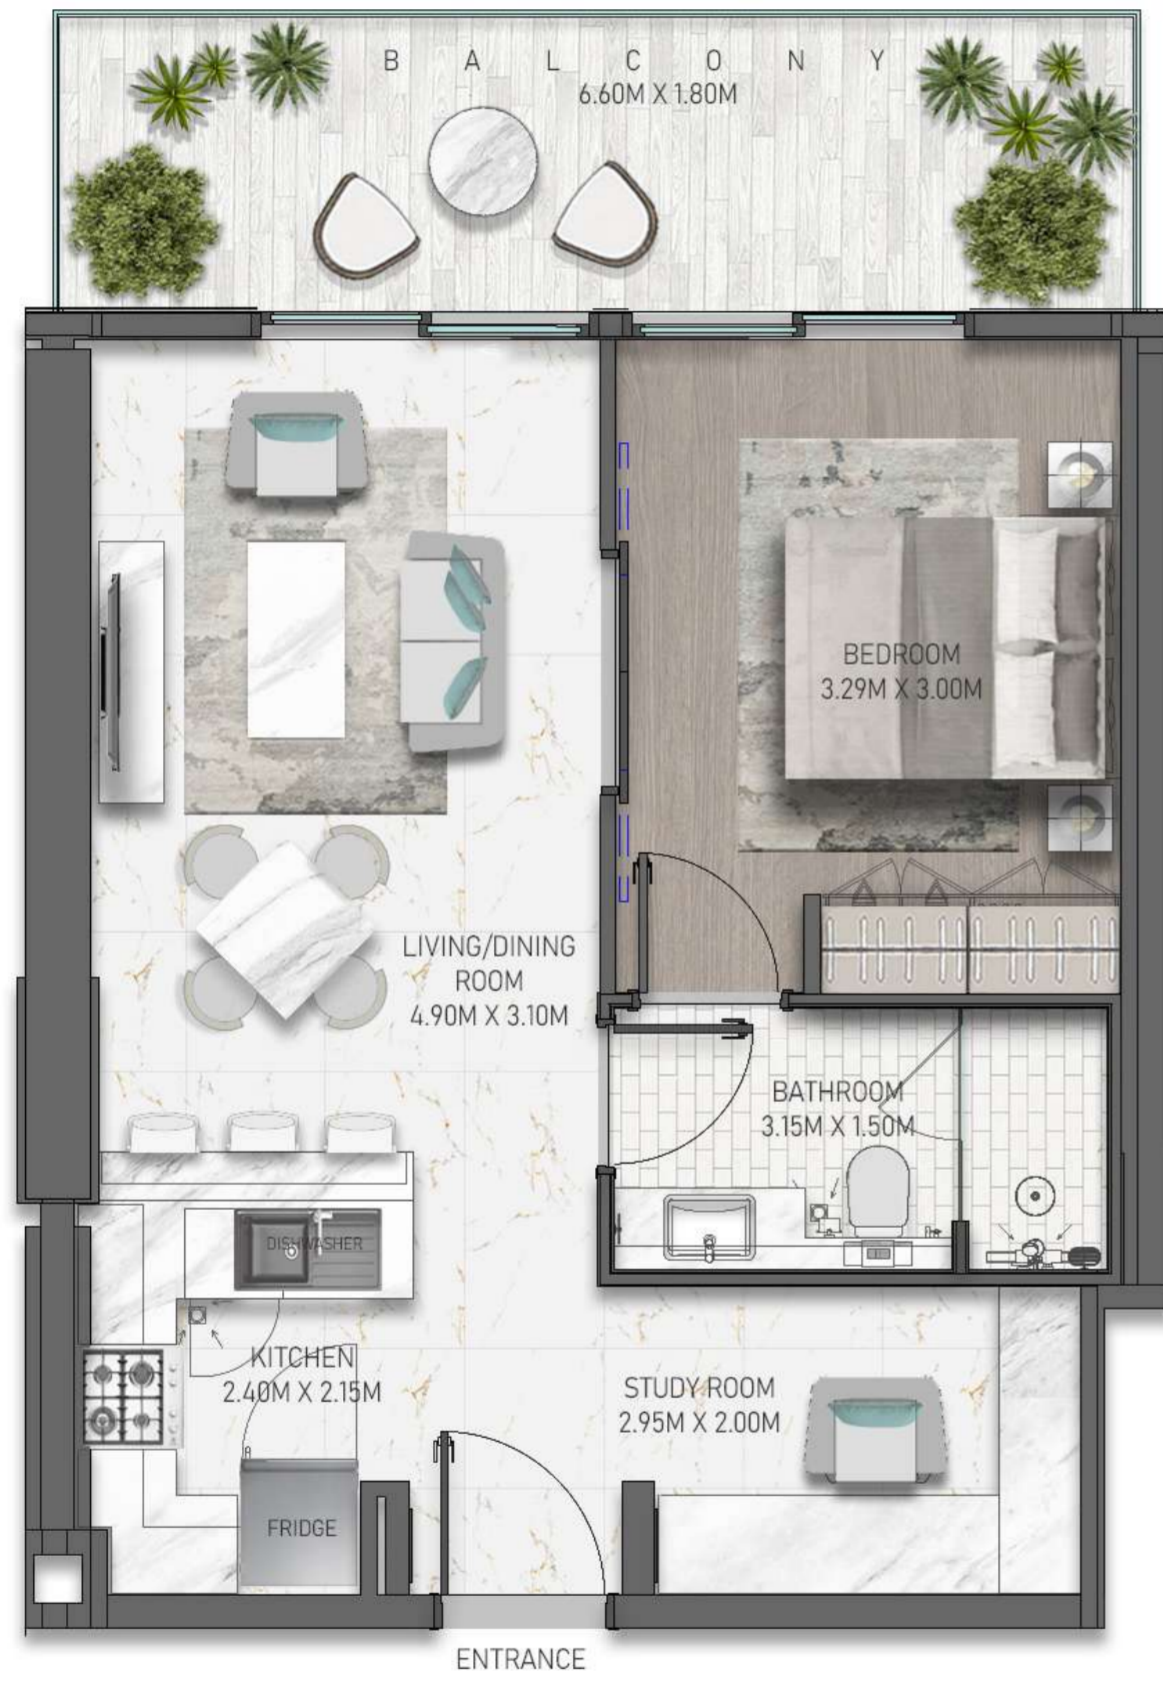 B A L C O N Y
6.60M X 1.80M
BEDROOM
3.29M X 3.00M
LIVING/DINING
ROOM
4.90M X 3.10M
BATHROOM
3.15M X 1.50M
DISHWASHER
KITCHEN
2.40M X 2.15M
STUDY ROOM
2.95M X 2.00M
FRIDGE
ENTRANCE